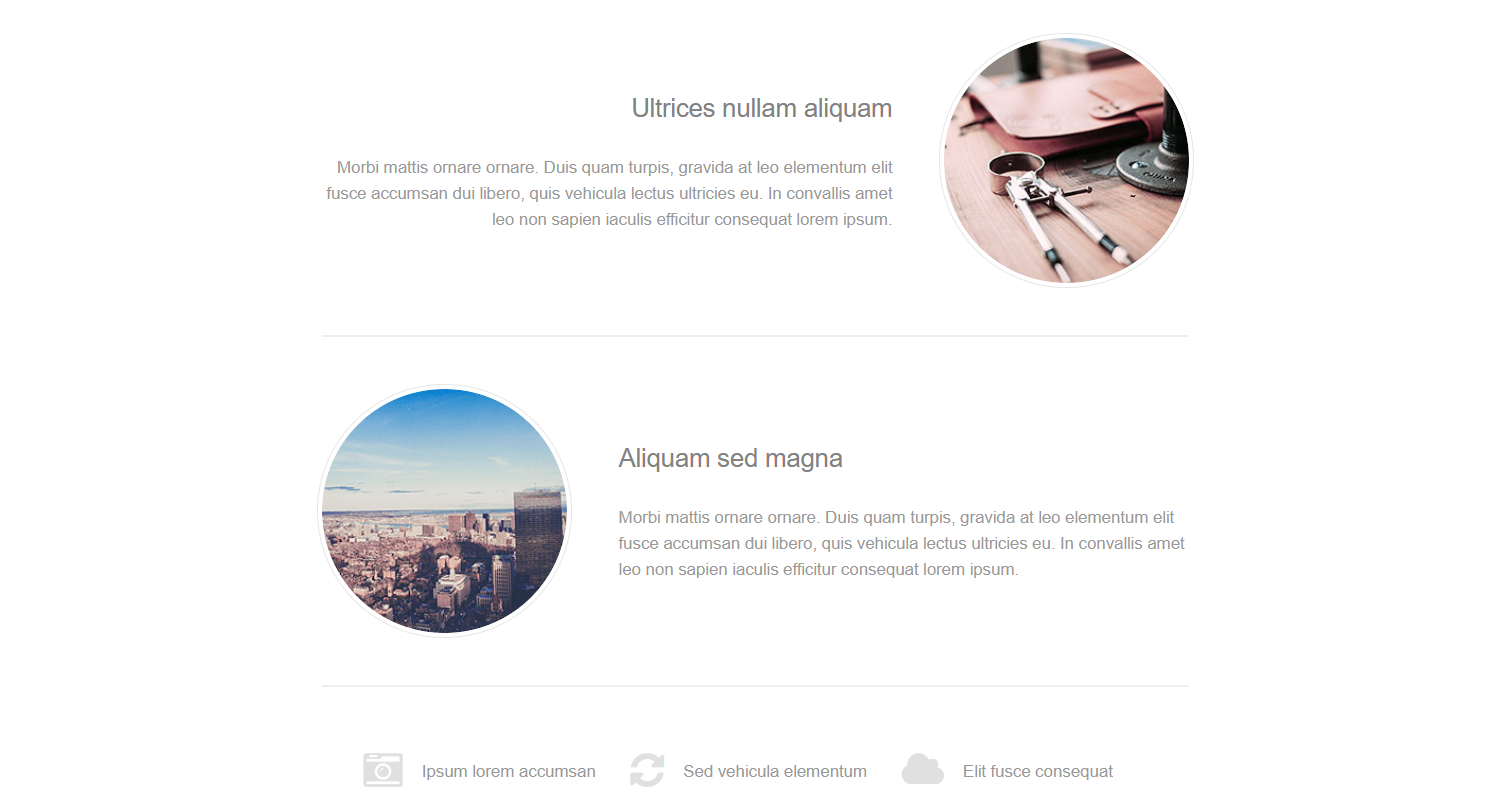 Ultrices nullam aliquam
Morbi mattis ornare ornare. Duis quam turpis, gravida at leo elementum elit
fusce accumsan dui libero, quis vehicula lectus ultricies eu. In convallis amet
leo non sapien iaculis efficitur consequat lorem ipsum.
Aliquam sed magna
Morbi mattis ornare ornare. Duis quam turpis, gravida at leo elementum elit
fusce accumsan dui libero, quis vehicula lectus ultricies eu. In convallis amet
leo non sapien iaculis efficitur consequat lorem ipsum.
Ipsum lorem accumsan
Sed vehicula elementum
Elit fusce consequat